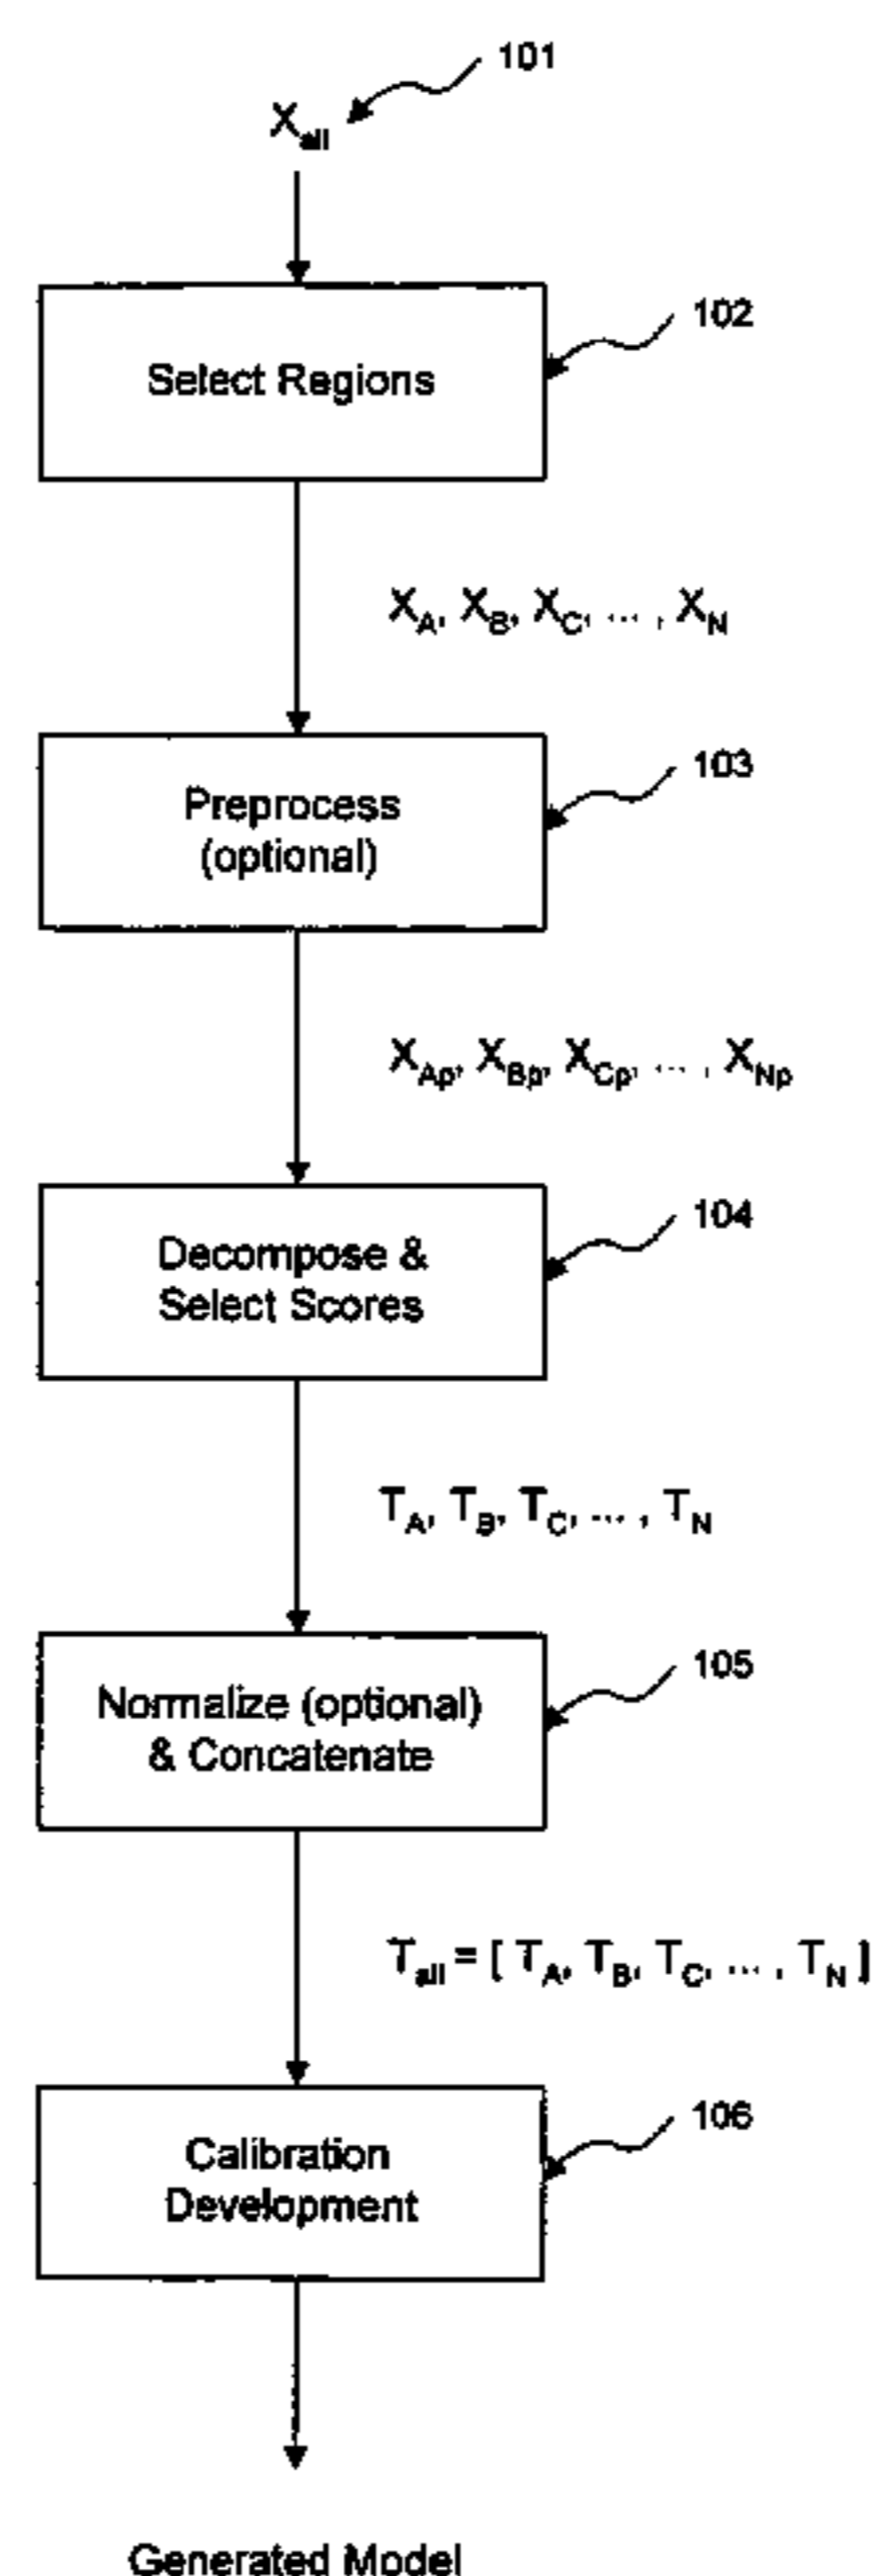 101
X_all
Select Regions
102
X_A, X_B, X_C, ... , X_N
Preprocess
(optional)
103
X_Ap, X_Bp, X_Cp, ... , X_Np
Decompose &
Select Scores
104
T_A, T_B, T_C, ... , T_N
Normalize (optional)
& Concatenate
105
T_all = [ T_A, T_B, T_C, ... , T_N ]
Calibration
Development
106
Generated Model